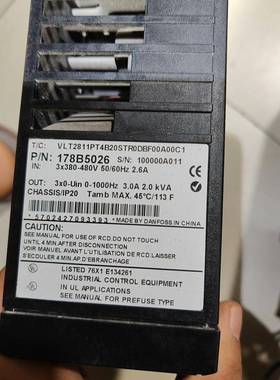 T/C: VLT2811PT4B20STR0DBF00A00C1
P/N: 178B5026 S/N: 100000A011
IN: 3x380-480V 50/60Hz 2.6A
OUT: 3x0-Uin 0-1000Hz 3.0A 2.0 kVA
CHASSIS/IP20 Tamb MAX. 45°C/113 F
*5702427093393* *MADE BY DANFOSS IN CHINA
CAUTION:
SEE MANUAL FOR USE OF RCD.DO NOT TOUCH
UNTIL 4 MIN.AFTER DISCONNECTION.
VOIR MANUEL AVANT L'UTILISATION DE RCD.LAISSER
S'ECOULER 4 MIN.AP.D'EBRANCHAGE
LISTED 76X1 E134261
INDUSTRIAL CONTROL EQUIPMENT
IN UL APPLICATIONS
SEE MANUAL FOR PREFUSE TYPE